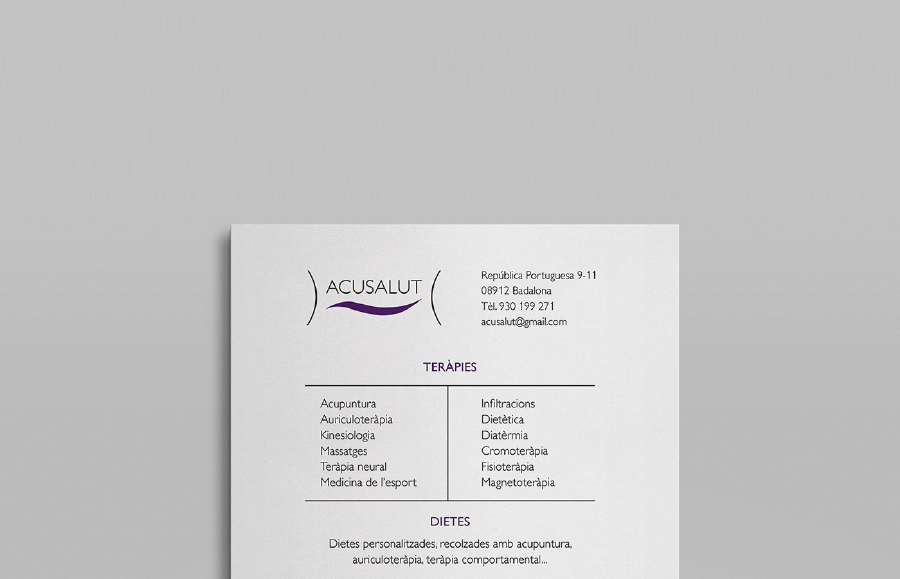 ACUSALUT
República Portuguesa 9-11
08912 Badalona
Tèl. 930 199 271
acusalut@gmail.com
TERÀPIES
Acupuntura
Auriculoteràpia
Kinesiologia
Massatges
Teràpia neural
Medicina de l'esport
Infiltracions
Dietètica
Diatèrmia
Cromoteràpia
Fisioteràpia
Magnetoteràpia
DIETES
Dietes personalitzades, recolzades amb acupuntura,
auriculoteràpia, teràpia comportamental...